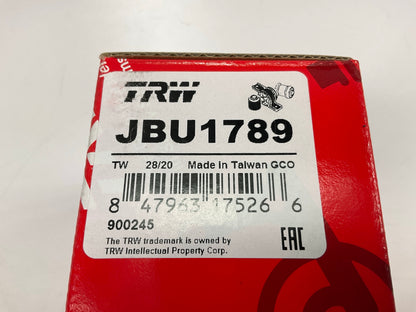 TRW
JBU1789
TW 28/20 Made in Taiwan GCO
8 47963 17526 6
900245
The TRW trademark is owned by
TRW Intellectual Property Corp.
EAC